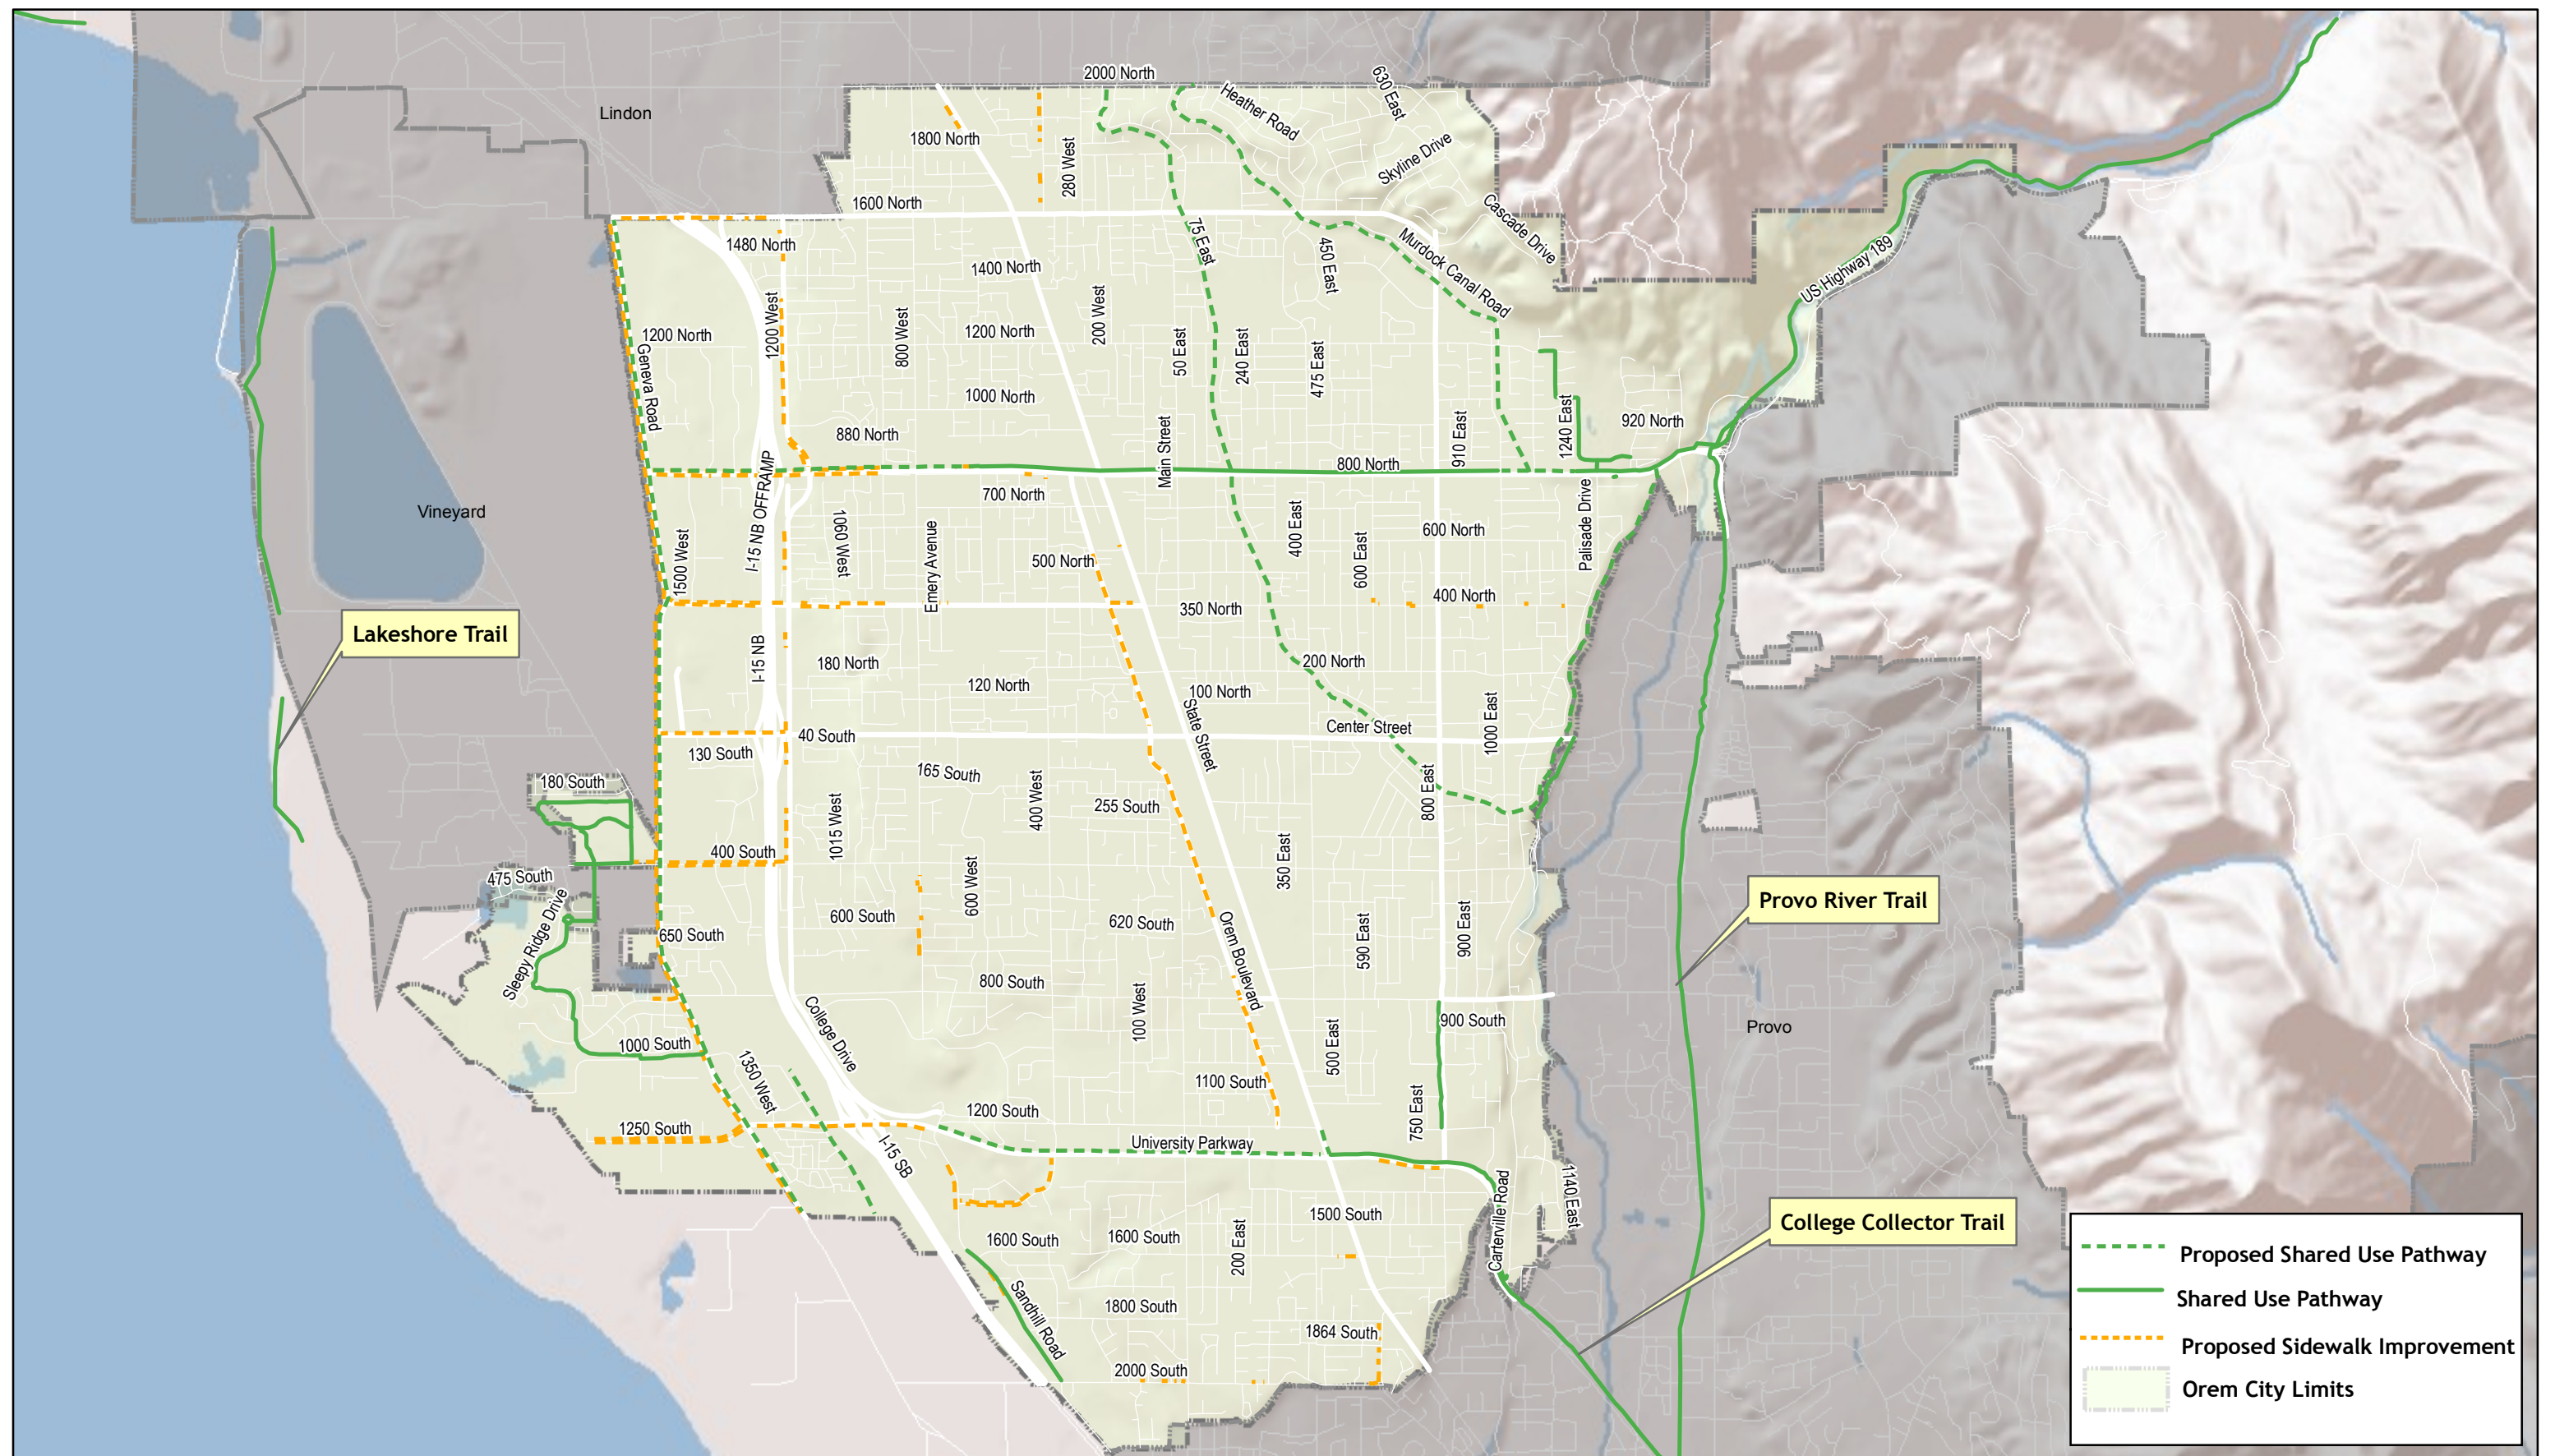 2000 North
630 East
Heather Road
Lindon
1800 North
280 West
Skyline Drive
1600 North
Cascade Drive
1480 North
75 East
450 East
Murdock Canal Road
US Highway 189
1400 North
1200 West
800 West
200 West
1200 North
1200 North
50 East
240 East
475 East
Geneva Road
1000 North
1240 East
920 North
880 North
Main Street
910 East
800 North
I-15 NB OFFRAMP
700 North
Palisade Drive
Vineyard
1500 West
1060 West
Emery Avenue
500 North
400 East
600 East
600 North
350 North
400 North
Lakeshore Trail
I-15 NB
180 North
200 North
120 North
100 North
State Street
Center Street
1000 East
40 South
130 South
165 South
180 South
400 West
255 South
800 East
1015 West
400 South
350 East
475 South
600 West
Provo River Trail
Sleepy Ridge Drive
600 South
620 South
Orem Boulevard
590 East
900 East
650 South
800 South
100 West
900 South
Provo
College Drive
1000 South
500 East
1350 West
1100 South
750 East
1200 South
1250 South
University Parkway
I-15 SB
Carterville Road
1140 East
1500 South
College Collector Trail
1600 South
1600 South
200 East
Sandhill Road
1800 South
1864 South
2000 South
Proposed Shared Use Pathway
Shared Use Pathway
Proposed Sidewalk Improvement
Orem City Limits